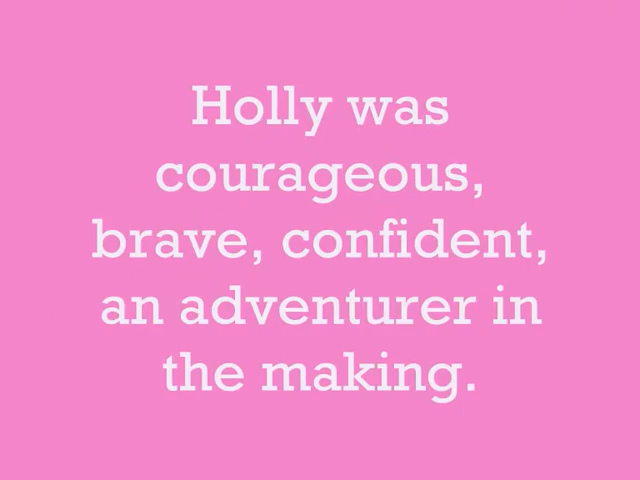 Holly was
courageous,
brave, confident,
an adventurer in
the making.